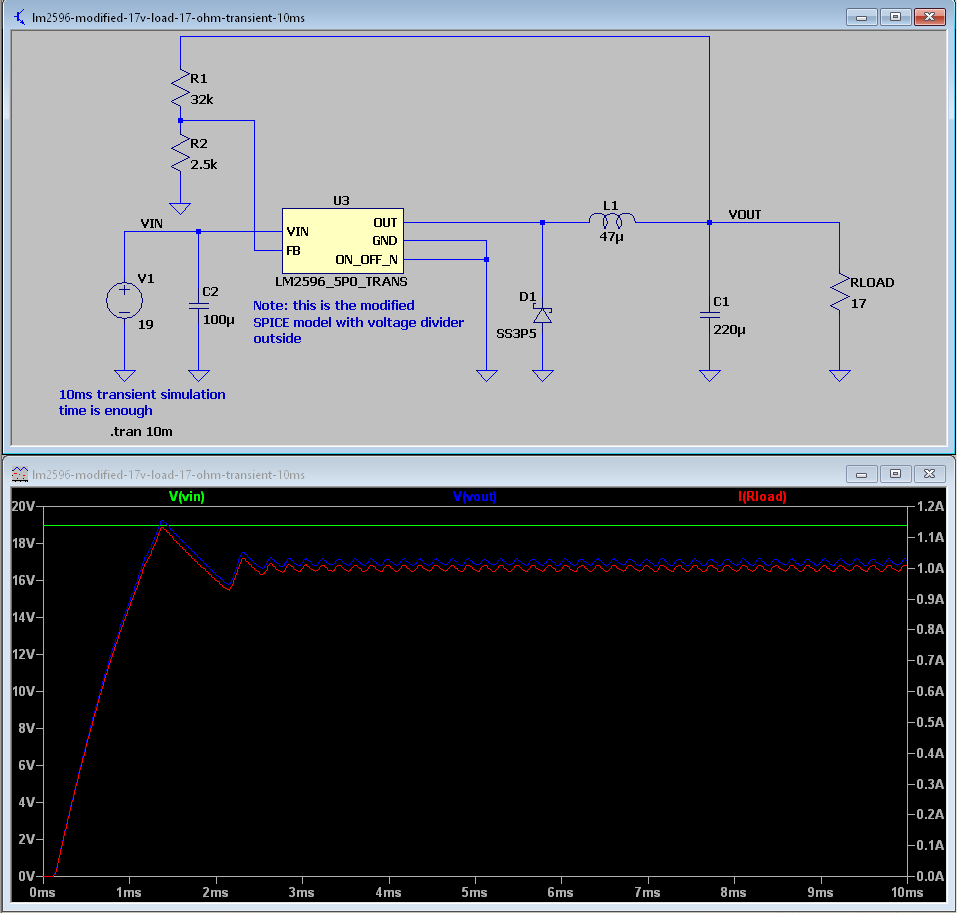 lm2596-modified-17v-load-17-ohm-transient-10ms
R1
32k
R2
2.5k
U3
VIN
OUT
VOUT
L1
47µ
VIN
GND
FB
ON_OFF_N
LM2596_5P0_TRANS
V1
19
C2
100µ
D1
SS3P5
C1
220µ
RLOAD
17
Note: this is the modified
SPICE model with voltage divider
outside
10ms transient simulation
time is enough
.tran 10m
lm2596-modified-17v-load-17-ohm-transient-10ms
V(vin) V(vout) I(Rload)
20V 1.2A
18V 1.1A
16V 1.0A
14V 0.9A
12V 0.8A
10V 0.7A
8V 0.6A
6V 0.5A
4V 0.4A
2V 0.3A
0V 0.2A
0.1A
0.0A
0ms 1ms 2ms 3ms 4ms 5ms 6ms 7ms 8ms 9ms 10ms